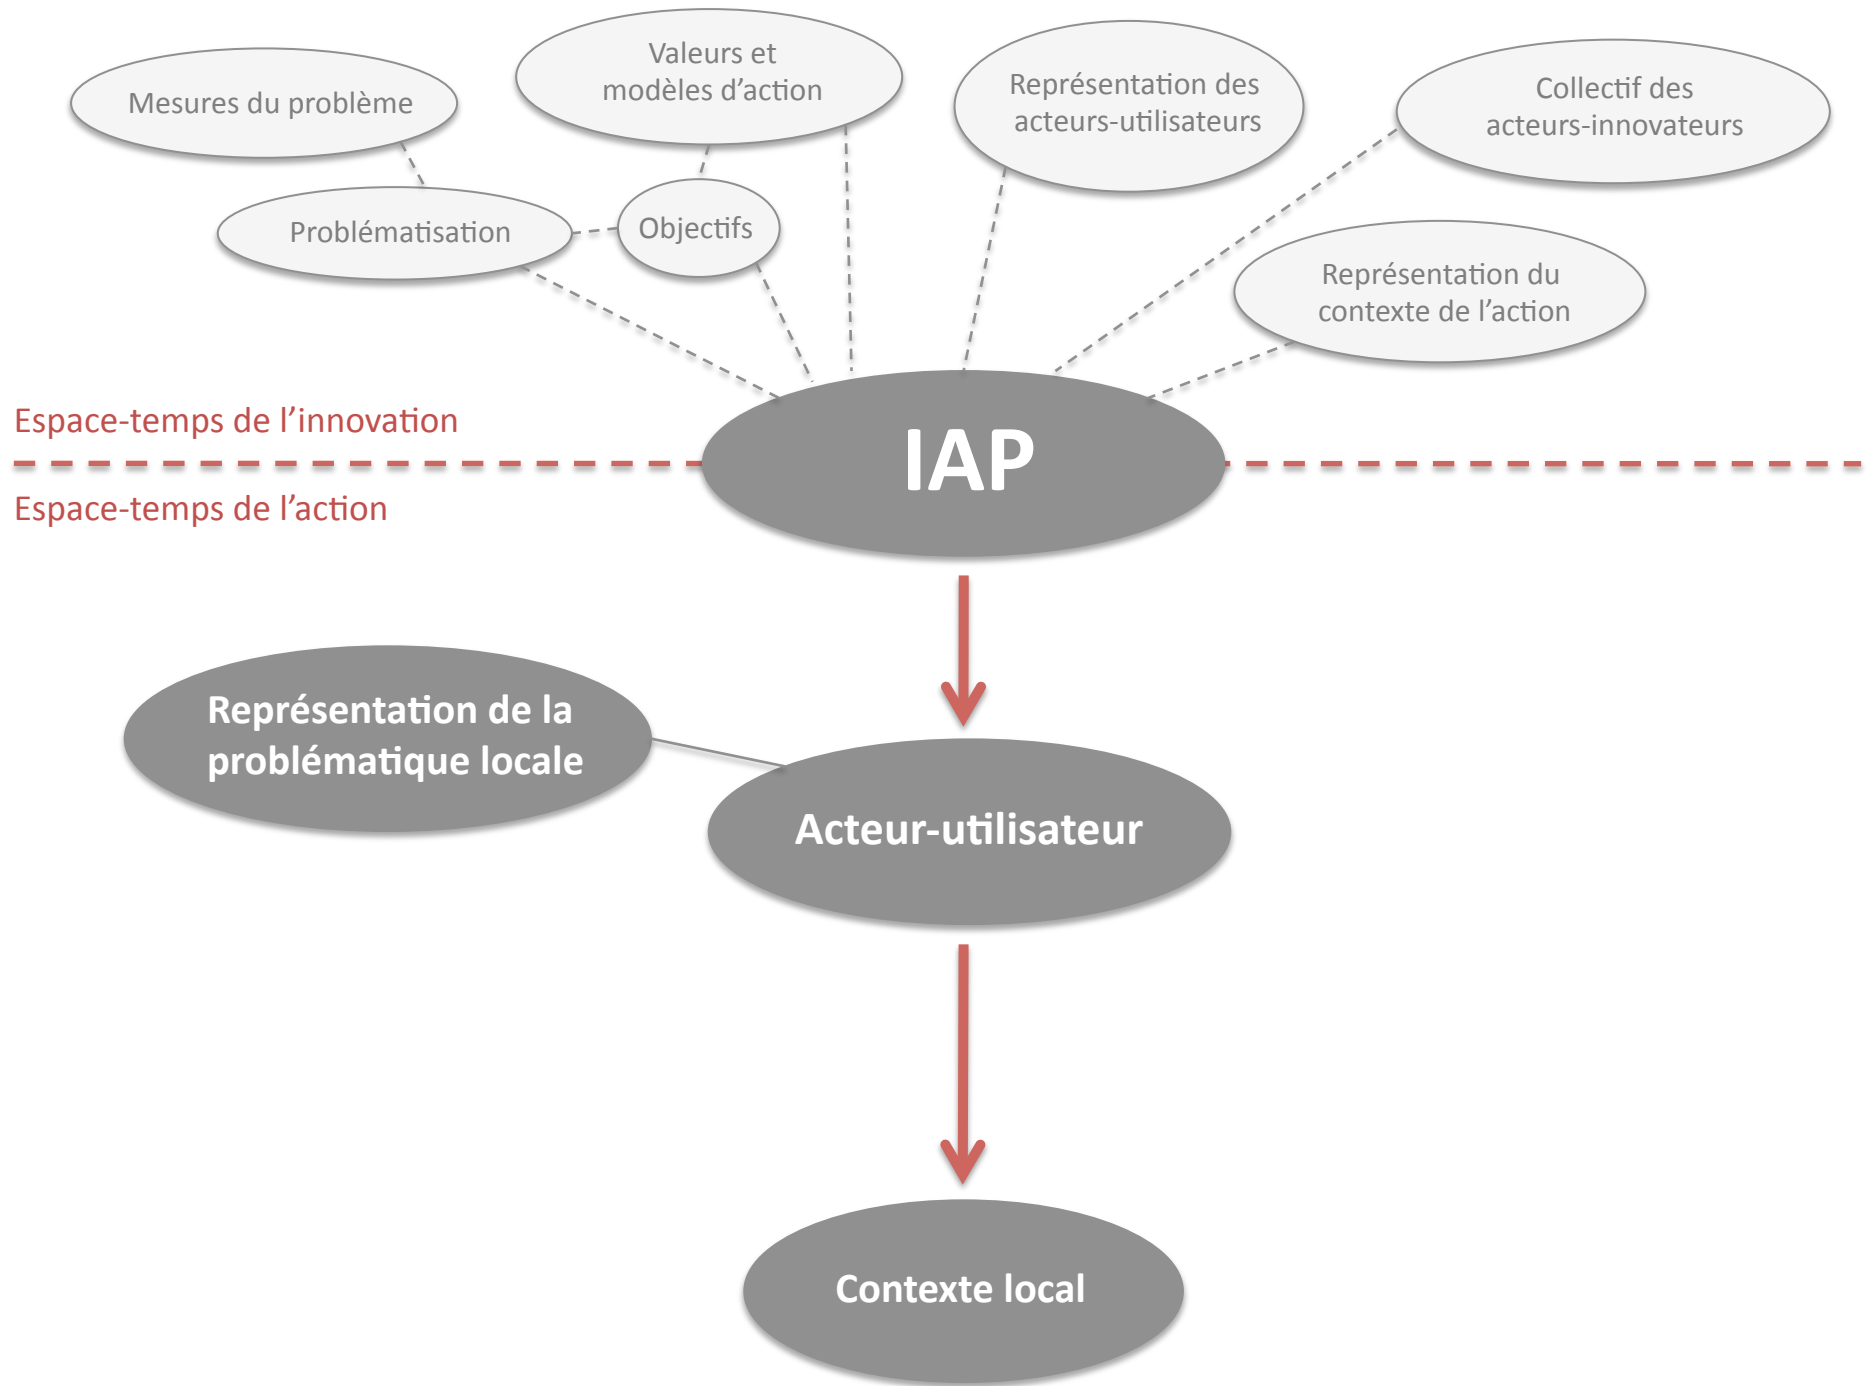 Mesures du problème
Valeurs et
modèles d’action
Représentation des
acteurs-utilisateurs
Collectif des
acteurs-innovateurs
Problématisation
Objectifs
Représentation du
contexte de l’action
Espace-temps de l’innovation
IAP
Espace-temps de l’action
Représentation de la
problématique locale
Acteur-utilisateur
Contexte local